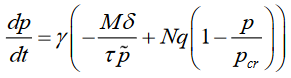 dp/dt = γ(−Mδ/(τp̃) + Nq(1 − p/p_cr))